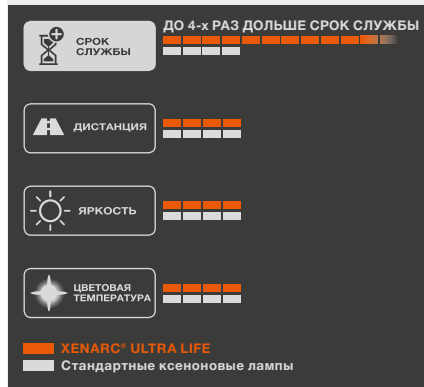 ДО 4-х РАЗ ДОЛЬШЕ СРОК СЛУЖБЫ
СРОК
СЛУЖБЫ
ДИСТАНЦИЯ
ЯРКОСТЬ
ЦВЕТОВАЯ
ТЕМПЕРАТУРА
XENARC® ULTRA LIFE
Стандартные ксеноновые лампы